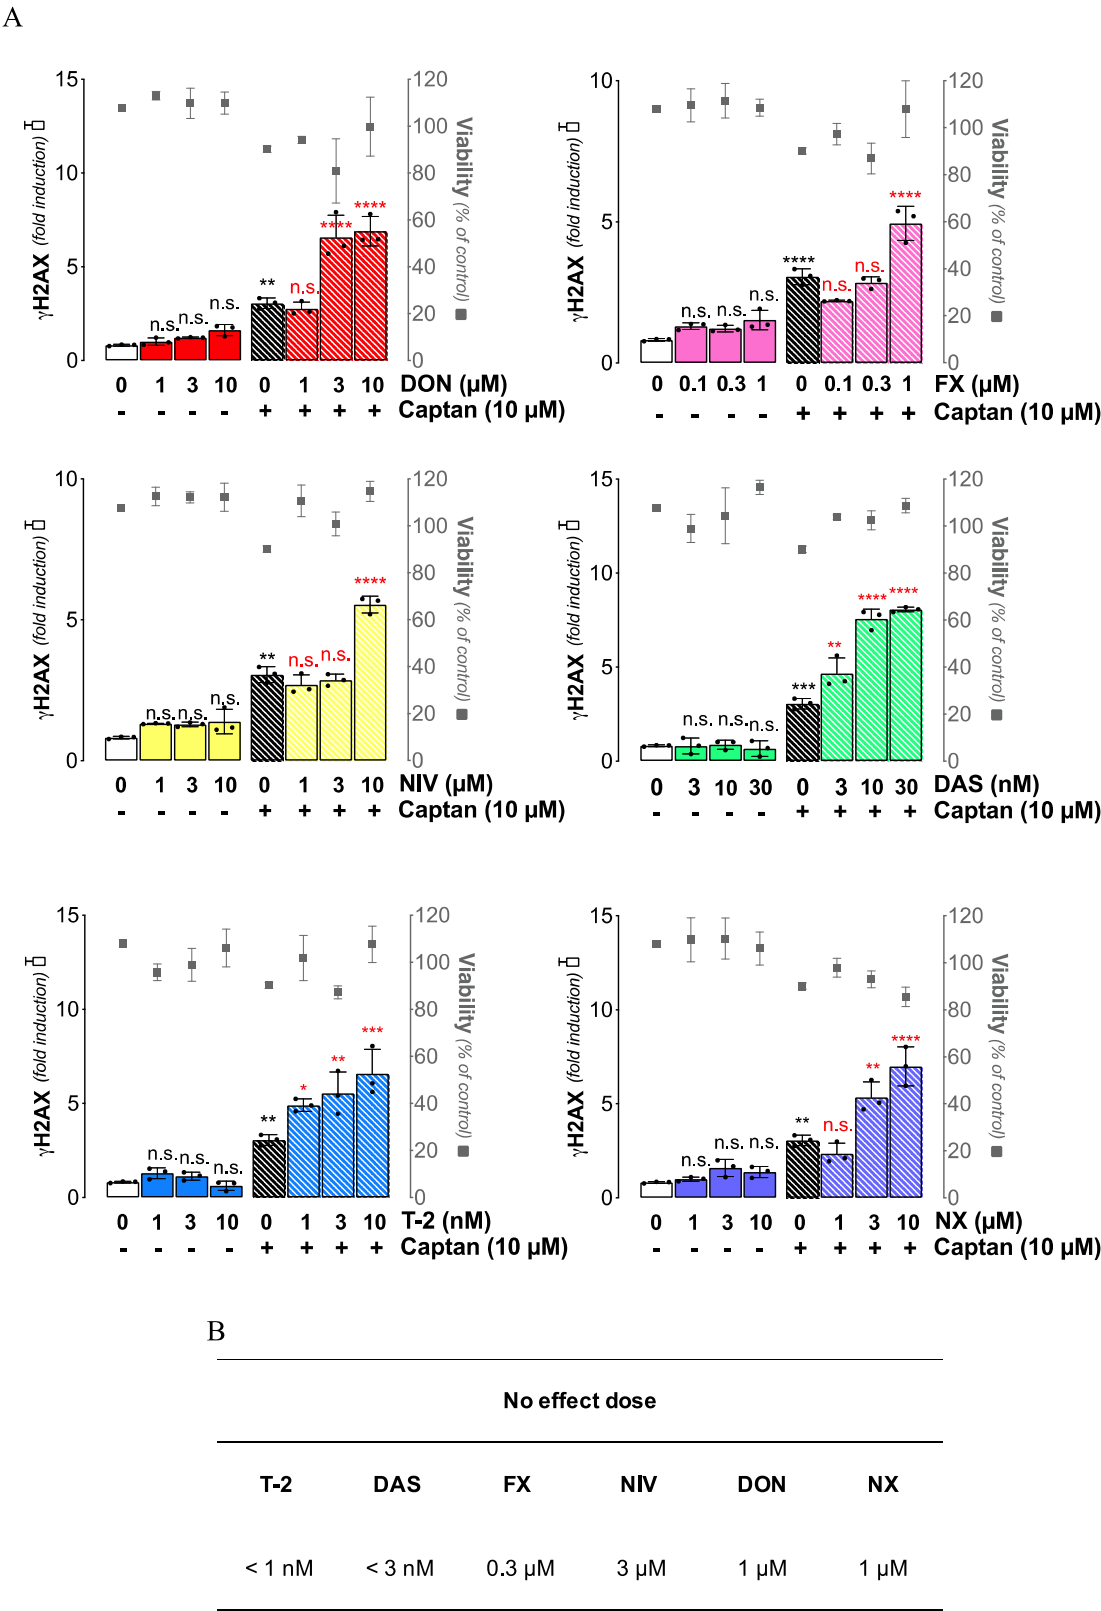 A
15
10
5
0
γH2AX (fold induction)
120
100
80
60
40
20
0
Viability (% of control)
n.s.
n.s.
n.s.
**
n.s.
****
****
0 1 3 10 0 1 3 10 DON (μM)
- - - - + + + + Captan (10 μM)
10
5
0
γH2AX (fold induction)
120
100
80
60
40
20
0
Viability (% of control)
n.s.
n.s.
n.s.
****
n.s.
n.s.
****
0 0.1 0.3 1 0 0.1 0.3 1 FX (μM)
- - - - + + + + Captan (10 μM)
10
5
0
γH2AX (fold induction)
120
100
80
60
40
20
0
Viability (% of control)
n.s.
n.s.
n.s.
**
n.s.
n.s.
****
0 1 3 10 0 1 3 10 NIV (μM)
- - - - + + + + Captan (10 μM)
15
10
5
0
γH2AX (fold induction)
120
100
80
60
40
20
0
Viability (% of control)
n.s.
n.s.
n.s.
***
**
****
****
0 3 10 30 0 3 10 30 DAS (nM)
- - - - + + + + Captan (10 μM)
15
10
5
0
γH2AX (fold induction)
120
100
80
60
40
20
0
Viability (% of control)
n.s.
n.s.
n.s.
**
*
**
***
0 1 3 10 0 1 3 10 T-2 (nM)
- - - - + + + + Captan (10 μM)
15
10
5
0
γH2AX (fold induction)
120
100
80
60
40
20
0
Viability (% of control)
n.s.
n.s.
n.s.
**
n.s.
**
****
0 1 3 10 0 1 3 10 NX (μM)
- - - - + + + + Captan (10 μM)
B
No effect dose
T-2 DAS FX NIV DON NX
< 1 nM < 3 nM 0.3 μM 3 μM 1 μM 1 μM